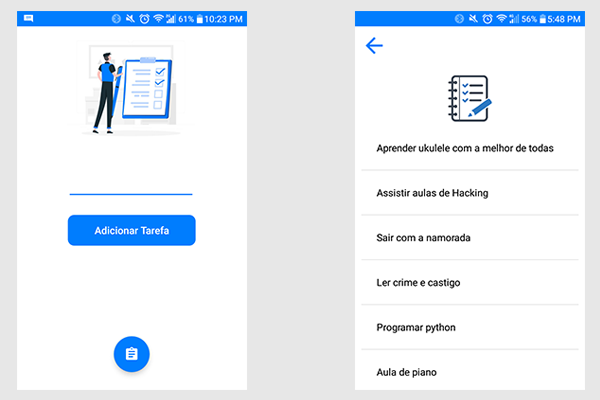 61% 10:23 PM
Adicionar Tarefa
56% 5:48 PM
Aprender ukulele com a melhor de todas
Assistir aulas de Hacking
Sair com a namorada
Ler crime e castigo
Programar python
Aula de piano